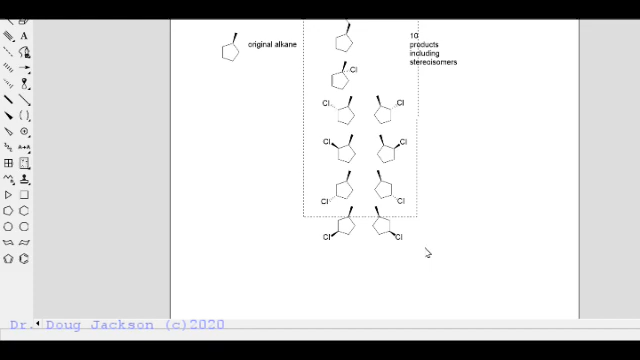 10
original alkane
products
including
stereoisomers
Cl
Cl Cl
Cl Cl
Cl Cl
Cl Cl
Dr. Doug Jackson (c)2020